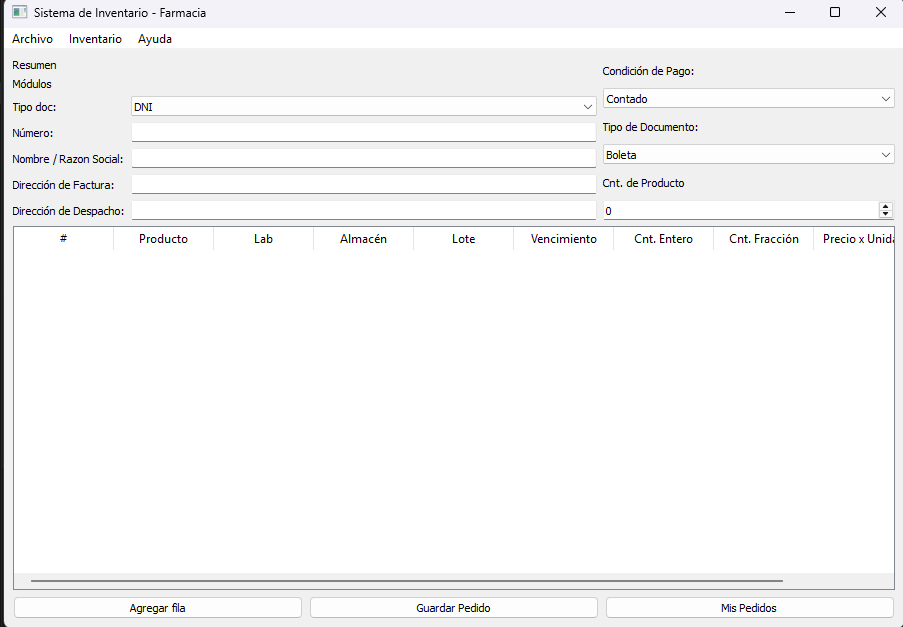 Sistema de Inventario - Farmacia
Archivo Inventario Ayuda
Resumen
Módulos
Tipo doc: DNI
Número:
Nombre / Razon Social:
Dirección de Factura:
Dirección de Despacho:
Condición de Pago:
Contado
Tipo de Documento:
Boleta
Cnt. de Producto
0
# Producto Lab Almacén Lote Vencimiento Cnt. Entero Cnt. Fracción Precio x Unida
Agregar fila Guardar Pedido Mis Pedidos